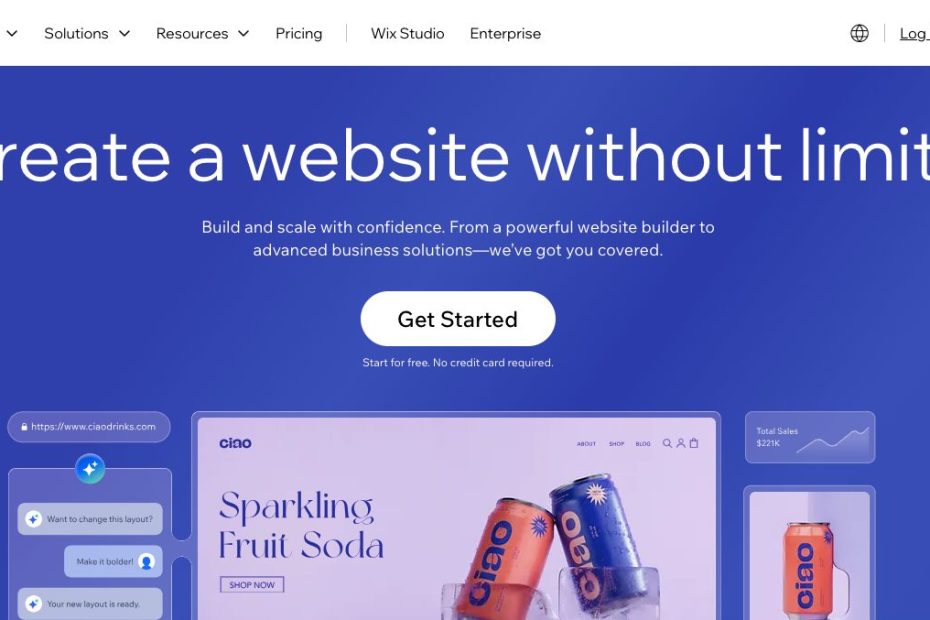 Solutions Resources Pricing Wix Studio Enterprise Log
reate a website without limit
Build and scale with confidence. From a powerful website builder to
advanced business solutions—we've got you covered.
Get Started
Start for free. No credit card required.
https://www.ciaodrinks.com
Want to change this layout?
Make it bolder!
Your new layout is ready.
ciao
ABOUT SHOP BLOG
Sparkling
Fruit Soda
SHOP NOW
ciao
ciao
Total Sales
$221K
ciao